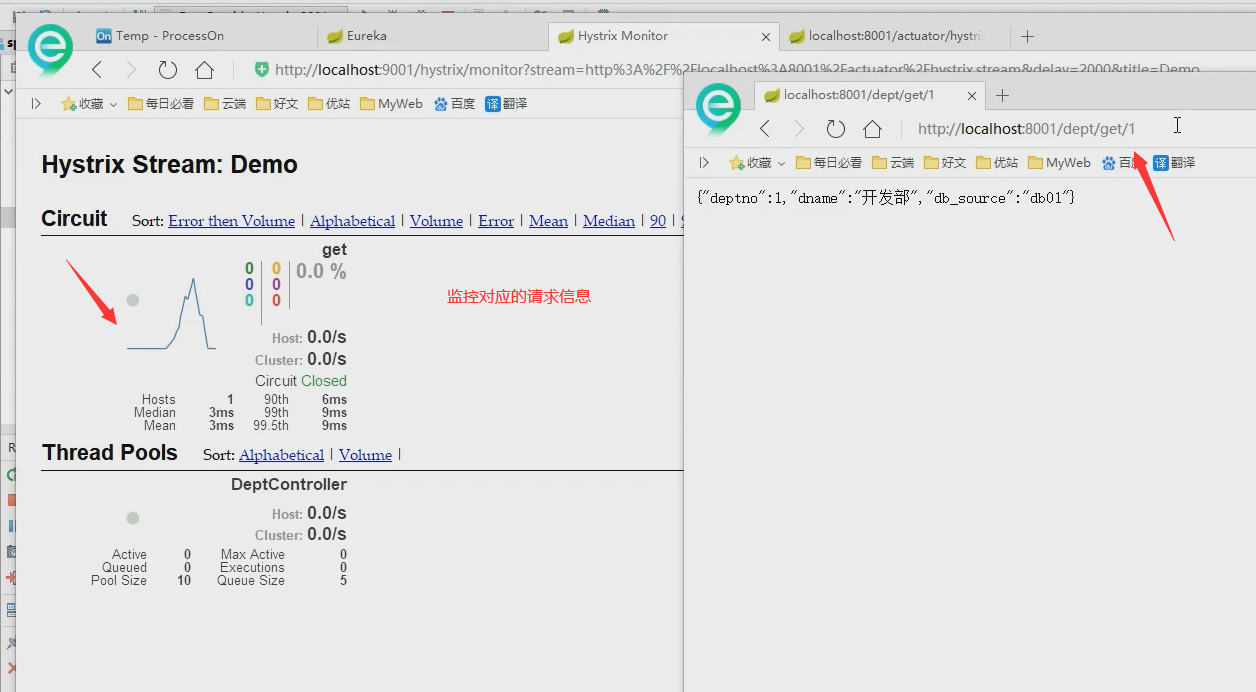 Temp - ProcessOn
Eureka
Hystrix Monitor
localhost:8001/actuator/hystri
http://localhost:9001/hystrix/monitor?stream=http%3A%2F%2Flocalhost%3A8001%2Factuator%2Fhystrix.stream&delay=2000&title=Demo
收藏 每日必看 云端 好文 优站 MyWeb 百度 译 翻译
Hystrix Stream: Demo
Circuit Sort: Error then Volume | Alphabetical | Volume | Error | Mean | Median | 90 |
get
0 0 0.0 %
0 0
0 0
Host: 0.0/s
Cluster: 0.0/s
Circuit Closed
Hosts 1 90th 6ms
Median 3ms 99th 9ms
Mean 3ms 99.5th 9ms
Thread Pools Sort: Alphabetical | Volume |
DeptController
Host: 0.0/s
Cluster: 0.0/s
Active 0 Max Active 0
Queued 0 Executions 0
Pool Size 10 Queue Size 5
监控对应的请求信息
localhost:8001/dept/get/1
http://localhost:8001/dept/get/1
收藏 每日必看 云端 好文 优站 MyWeb 百度 译 翻译
{"deptno":1,"dname":"开发部","db_source":"db01"}